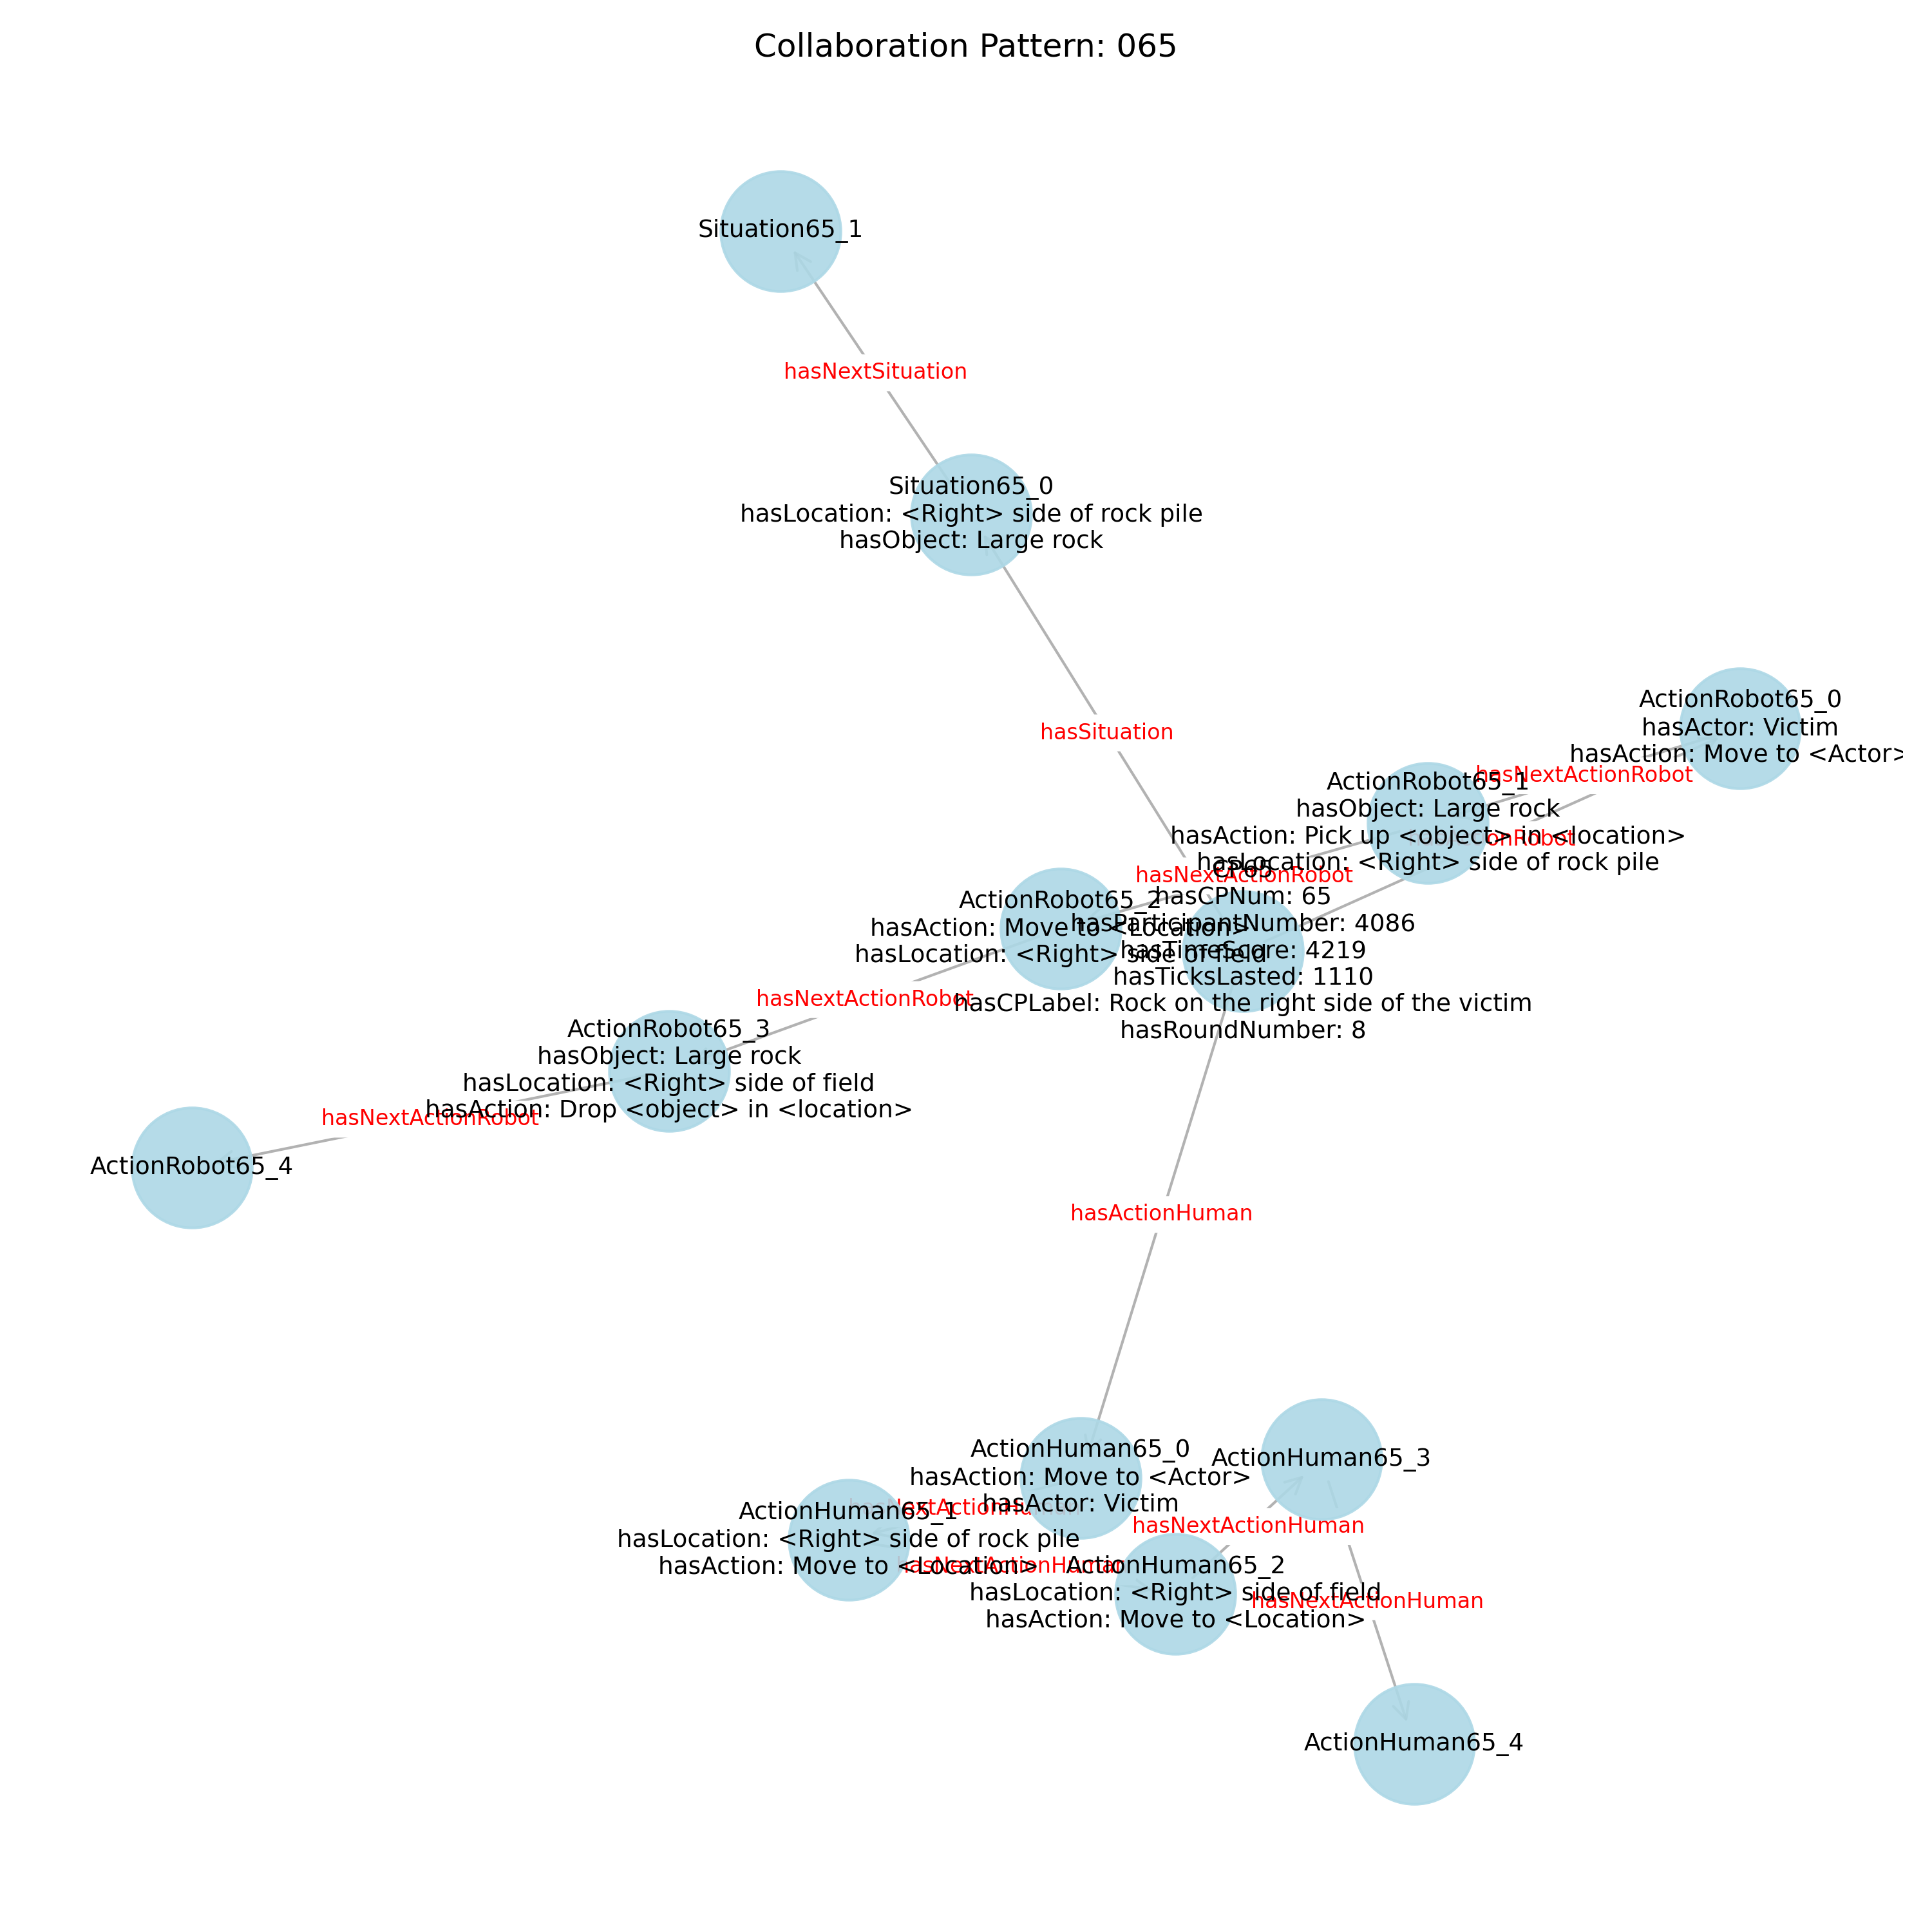 Collaboration Pattern: 065
Situation65_1
hasNextSituation
Situation65_0
hasLocation: <Right> side of rock pile
hasObject: Large rock
hasSituation
ActionRobot65_0
hasActor: Victim
hasAction: Move to <Actor>
hasNextActionRobot
ActionRobot65_1
hasObject: Large rock
hasAction: Pick up <object> in <location>
hasLocation: <Right> side of rock pile
hasNextActionRobot
CP65
hasCPNum: 65
hasParticipantNumber: 4086
hasTimeScore: 4219
hasTicksLasted: 1110
hasCPLabel: Rock on the right side of the victim
hasRoundNumber: 8
ActionRobot65_2
hasAction: Move to <Location>
hasLocation: <Right> side of field
hasNextActionRobot
ActionRobot65_3
hasObject: Large rock
hasLocation: <Right> side of field
hasAction: Drop <object> in <location>
hasNextActionRobot
ActionRobot65_4
hasActionHuman
ActionHuman65_0
hasAction: Move to <Actor>
hasActor: Victim
hasNextActionHuman
ActionHuman65_1
hasLocation: <Right> side of rock pile
hasAction: Move to <Location>
hasNextActionHuman
ActionHuman65_2
hasLocation: <Right> side of field
hasAction: Move to <Location>
hasNextActionHuman
ActionHuman65_3
hasNextActionHuman
ActionHuman65_4